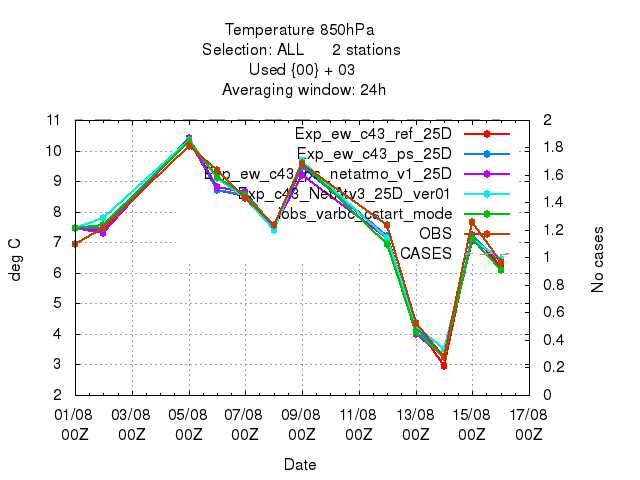 Temperature 850hPa
Selection: ALL 2 stations
Used {00} + 03
Averaging window: 24h
11
10
9
8
7
6
5
4
3
2
deg C
2
1.8
1.6
1.4
1.2
1
0.8
0.6
0.4
0.2
0
No cases
Exp_ew_c43_ref_25D
Exp_ew_c43_ps_25D
Exp_ew_c43_ps_netatmo_v1_25D
Exp_c43_NetAtv3_25D_ver01
jobs_varbc_cstart_mode
OBS
CASES
01/08 03/08 05/08 07/08 09/08 11/08 13/08 15/08 17/08
00Z 00Z 00Z 00Z 00Z 00Z 00Z 00Z 00Z
Date